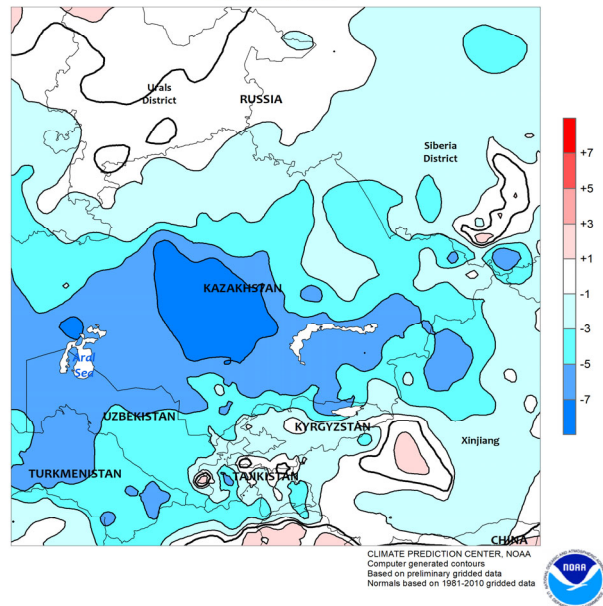 Urals
District
RUSSIA
Siberia
District
+7
+5
+3
+1
-1
-3
-5
-7
KAZAKHSTAN
Aral
Sea
UZBEKISTAN
KYRGYZSTAN
Xinjiang
TURKMENISTAN
TAJIKISTAN
CHINA
CLIMATE PREDICTION CENTER, NOAA
Computer generated contours
Based on preliminary gridded data
Normals based on 1981-2010 gridded data
NOAA